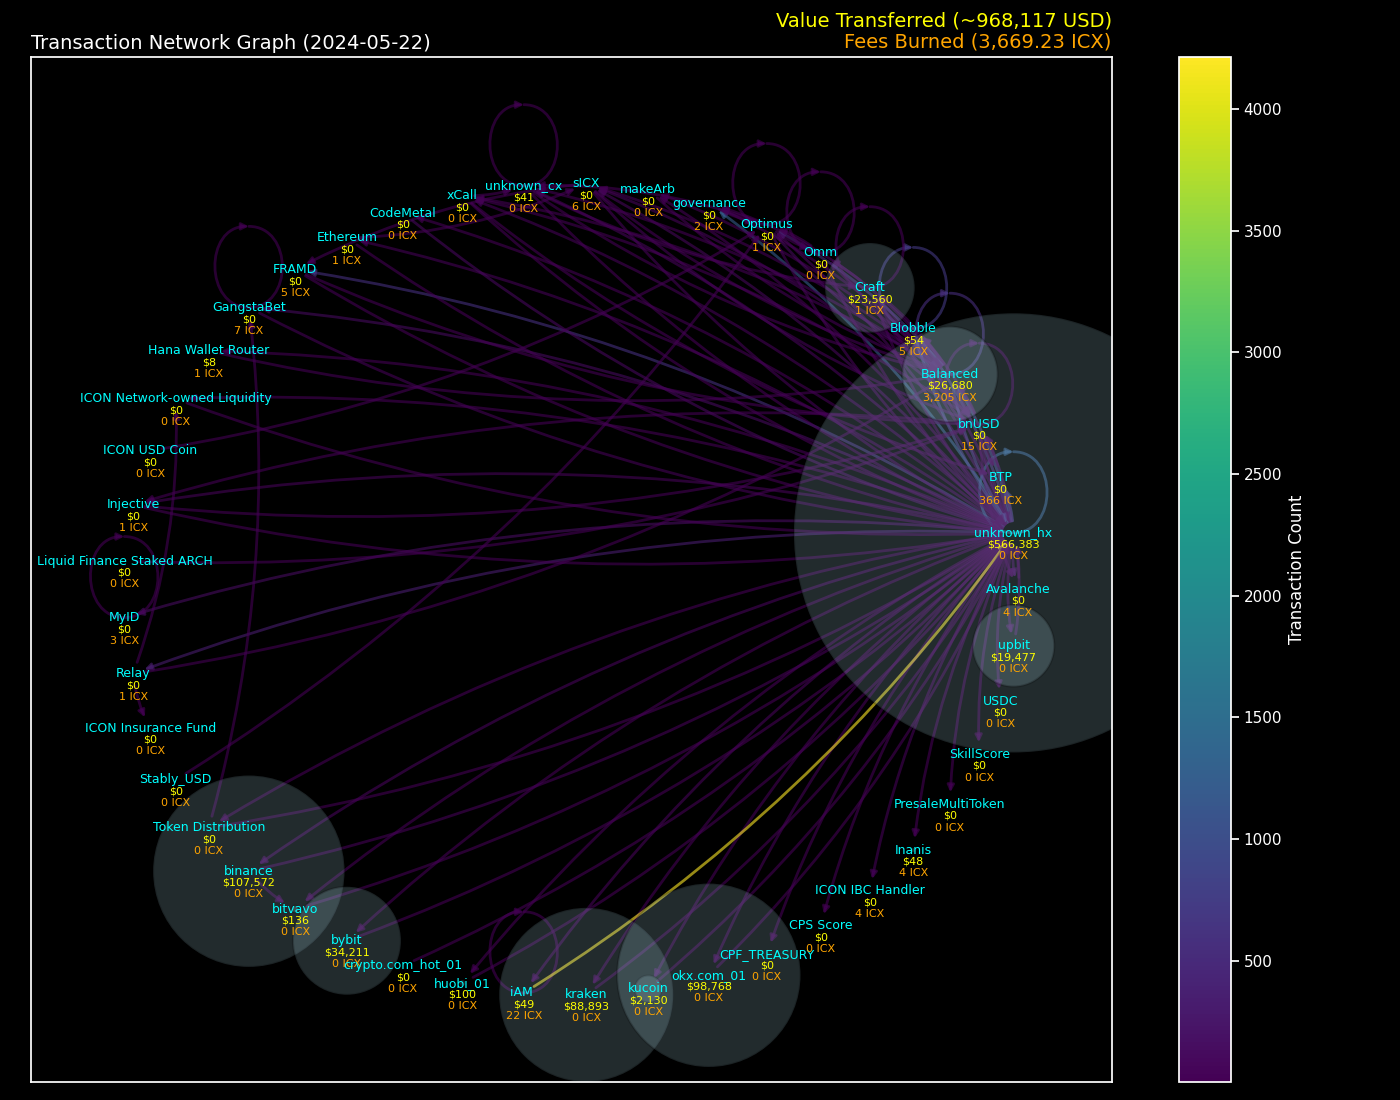 Value Transferred (~968,117 USD)
Transaction Network Graph (2024-05-22)
Fees Burned (3,669.23 ICX)
unknown_cx
$41
0 ICX
sICX
$0
6 ICX
makeArb
$0
0 ICX
governance
$0
2 ICX
Optimus
$0
1 ICX
Omm
$0
0 ICX
Craft
$23,560
1 ICX
Blobble
$54
5 ICX
Balanced
$26,680
3,205 ICX
bnUSD
$0
15 ICX
BTP
$0
366 ICX
unknown_hx
$566,383
0 ICX
Avalanche
$0
4 ICX
upbit
$19,477
0 ICX
USDC
$0
0 ICX
SkillScore
$0
0 ICX
PresaleMultiToken
$0
0 ICX
Inanis
$48
4 ICX
ICON IBC Handler
$0
4 ICX
CPS Score
$0
0 ICX
CPF_TREASURY
$0
0 ICX
okx.com_01
$98,768
0 ICX
kucoin
$2,130
0 ICX
kraken
$88,893
0 ICX
iAM
$49
22 ICX
huobi_01
$100
0 ICX
crypto.com_hot_01
$0
0 ICX
bybit
$34,211
0 ICX
bitvavo
$136
0 ICX
binance
$107,572
0 ICX
Token Distribution
$0
0 ICX
Stably_USD
$0
0 ICX
ICON Insurance Fund
$0
0 ICX
Relay
$0
1 ICX
MyID
$0
3 ICX
Liquid Finance Staked ARCH
$0
0 ICX
Injective
$0
1 ICX
ICON USD Coin
$0
0 ICX
ICON Network-owned Liquidity
$0
0 ICX
Hana Wallet Router
$8
1 ICX
GangstaBet
$0
7 ICX
FRAMD
$0
5 ICX
Ethereum
$0
1 ICX
CodeMetal
$0
0 ICX
xCall
$0
0 ICX
4000
3500
3000
2500
2000
1500
1000
500
Transaction Count